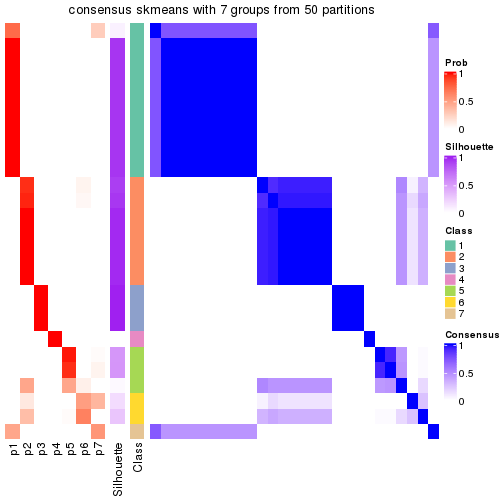 consensus skmeans with 7 groups from 50 partitions
Prob
1
0.5
0
Silhouette
1
0.5
0
Class
1
2
3
4
5
6
7
Consensus
1
0.5
0
p1
p2
p3
p4
p5
p6
p7
Silhouette
Class